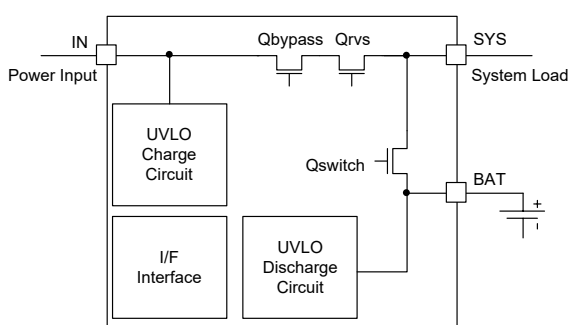 IN
Qbypass
Qrvs
SYS
Power Input
System Load
UVLO
Charge
Circuit
Qswitch
BAT
+
-
I/F
Interface
UVLO
Discharge
Circuit